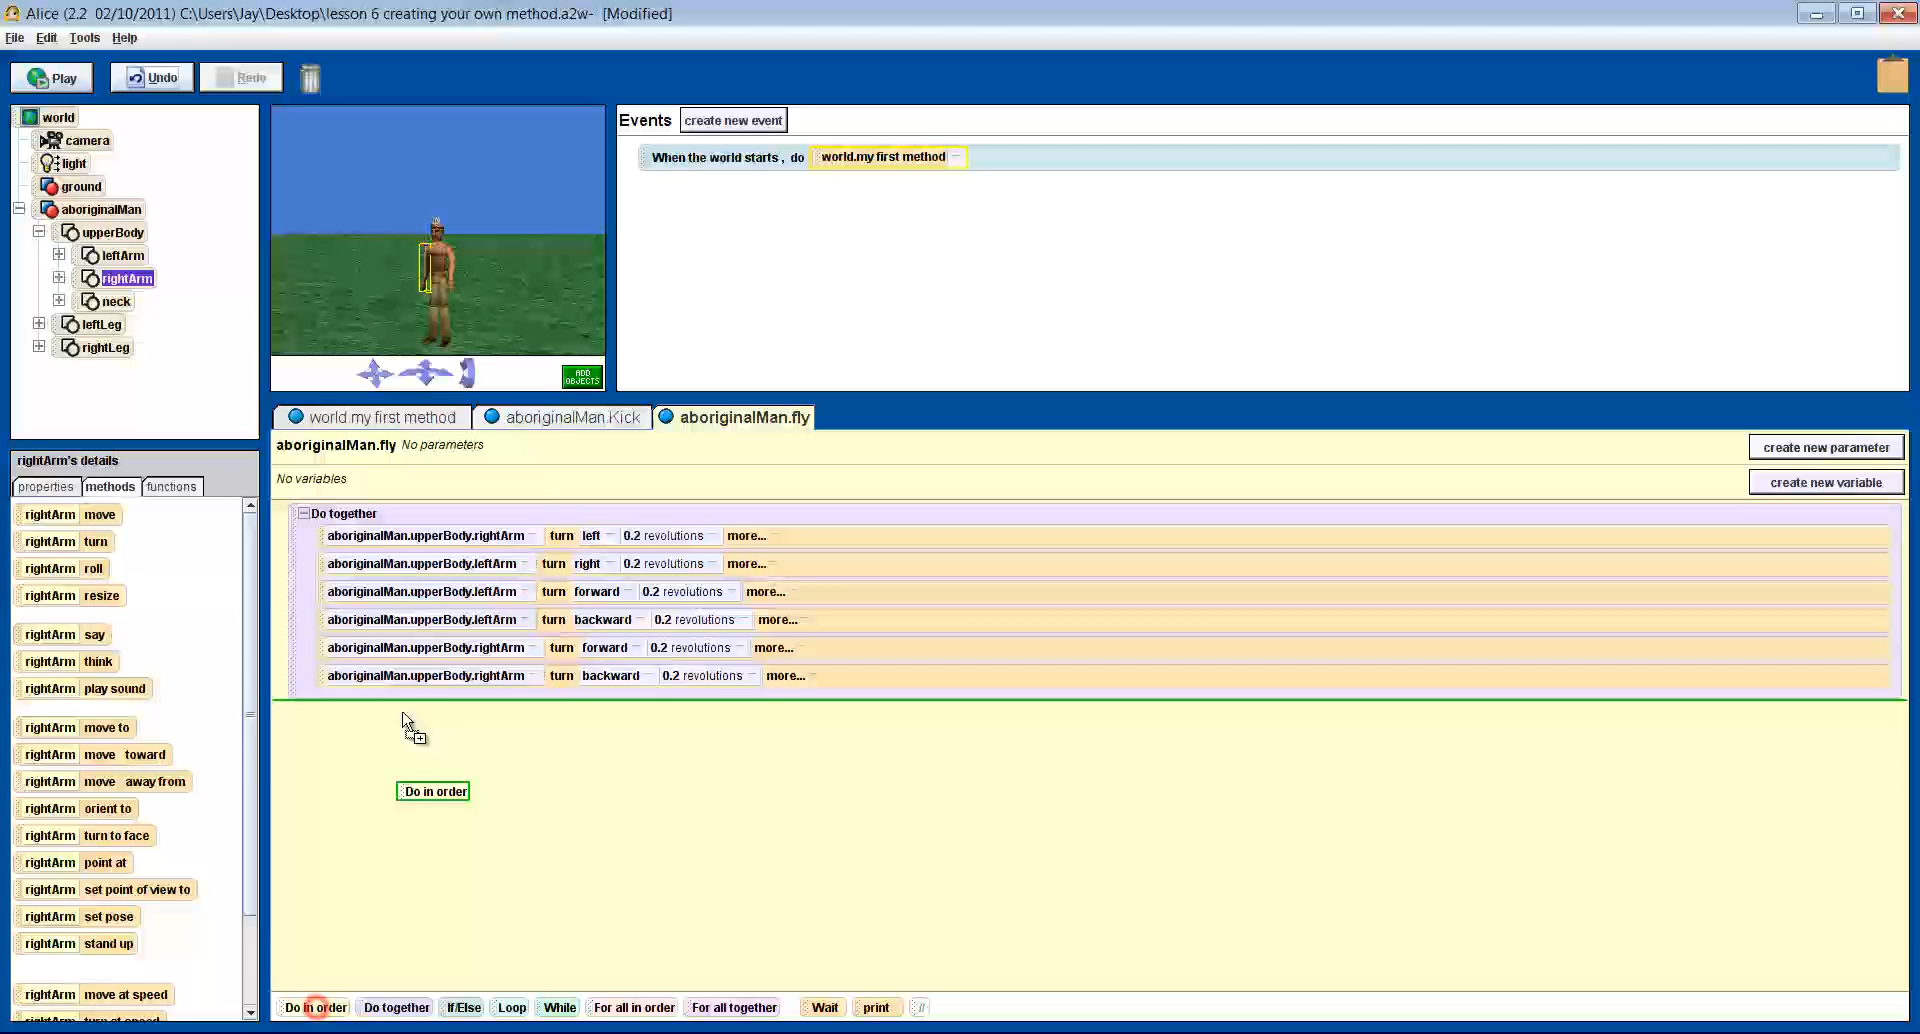 Alice (2.2 02/10/2011) C:\Users\Jay\Desktop\lesson 6 creating your own method.a2w- [Modified]
File Edit Tools Help
Play Undo Redo
world
camera
light
ground
aboriginalMan
upperBody
leftArm
rightArm
neck
leftLeg
rightLeg
ADD OBJECTS
Events create new event
When the world starts , do world.my first method
world.my first method aboriginalMan.Kick aboriginalMan.fly
aboriginalMan.fly No parameters create new parameter
No variables create new variable
Do together
aboriginalMan.upperBody.rightArm turn left 0.2 revolutions more...
aboriginalMan.upperBody.leftArm turn right 0.2 revolutions more...
aboriginalMan.upperBody.leftArm turn forward 0.2 revolutions more...
aboriginalMan.upperBody.leftArm turn backward 0.2 revolutions more...
aboriginalMan.upperBody.rightArm turn forward 0.2 revolutions more...
aboriginalMan.upperBody.rightArm turn backward 0.2 revolutions more...
Do in order
rightArm's details
properties methods functions
rightArm move
rightArm turn
rightArm roll
rightArm resize
rightArm say
rightArm think
rightArm play sound
rightArm move to
rightArm move toward
rightArm move away from
rightArm orient to
rightArm turn to face
rightArm point at
rightArm set point of view to
rightArm set pose
rightArm stand up
rightArm move at speed
rightArm turn at speed
Do in order Do together If/Else Loop While For all in order For all together Wait print //